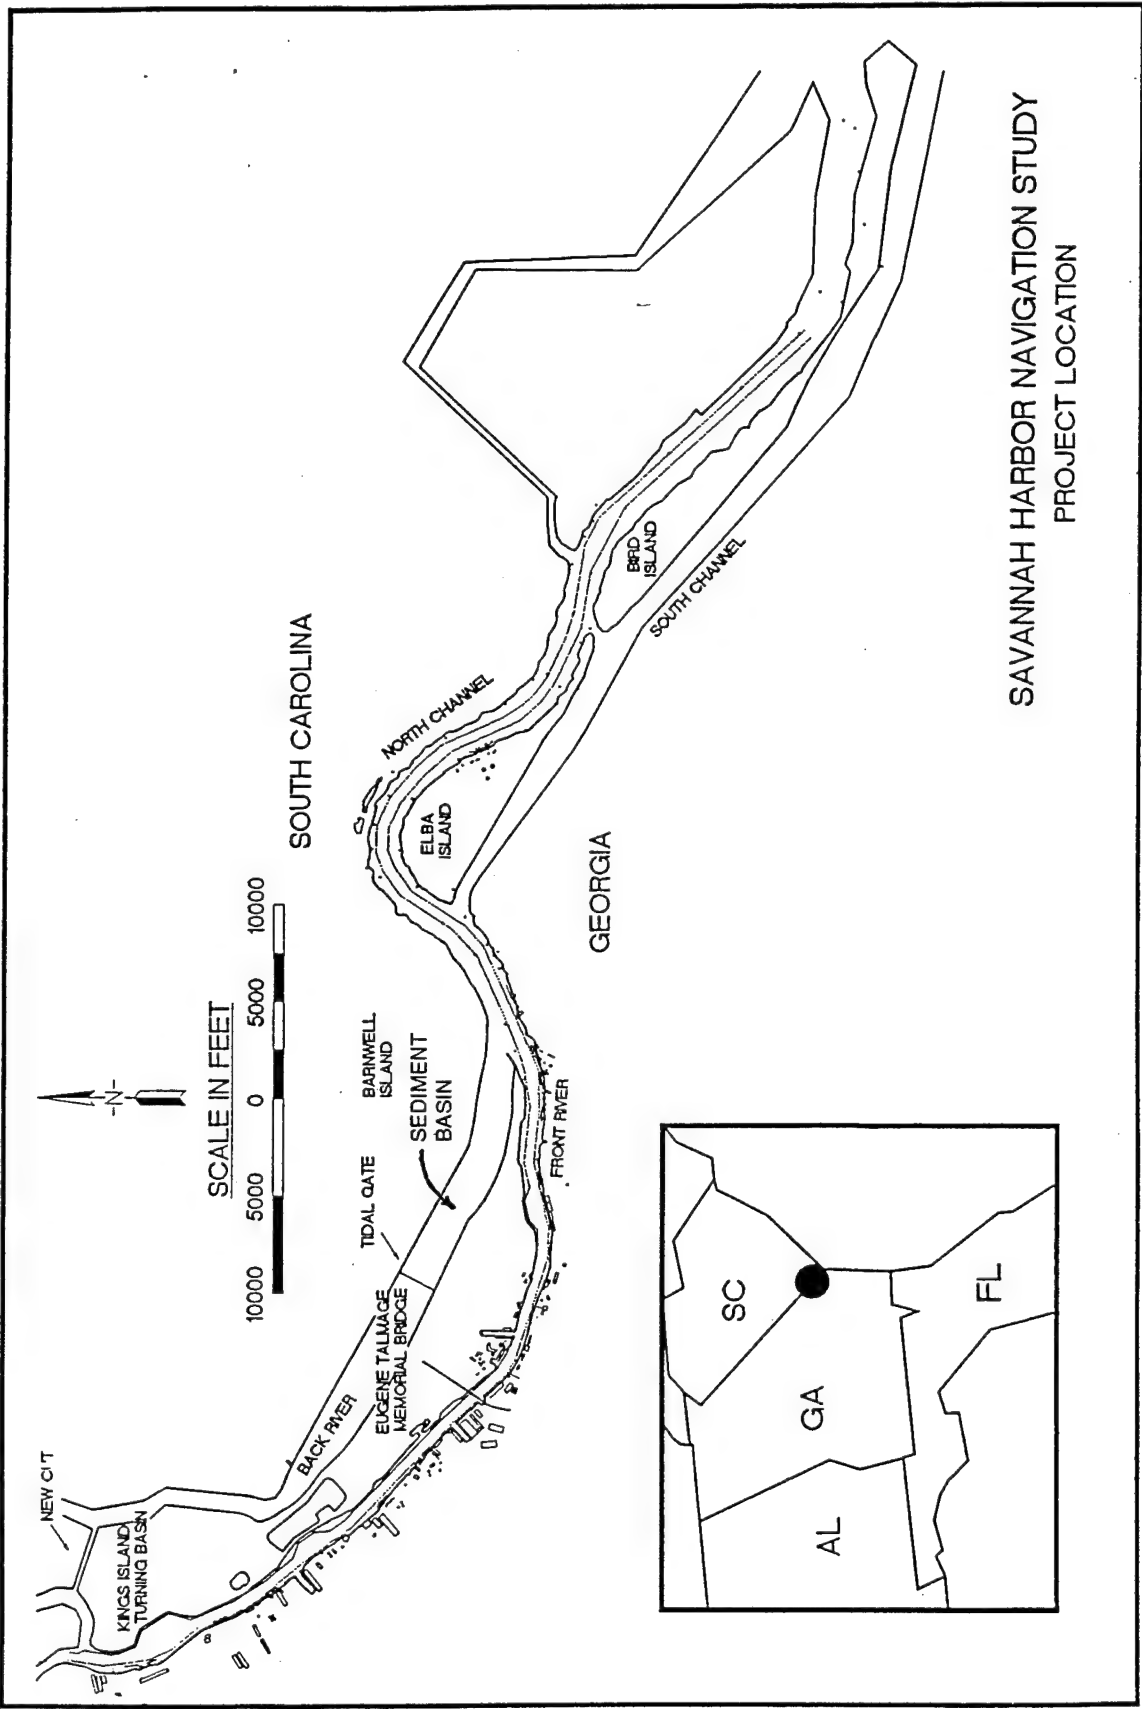 NEW CUT
KINGS ISLAND
TURNING BASIN
BACK RIVER
EUGENE TALMAGE
MEMORIAL BRIDGE
TIDAL GATE
SEDIMENT
BASIN
BARNWELL
ISLAND
FRONT RIVER
-N-
SCALE IN FEET
10000 5000 0 5000 10000
SOUTH CAROLINA
NORTH CHANNEL
ELBA
ISLAND
GEORGIA
BIRD
ISLAND
SOUTH CHANNEL
AL
GA
SC
FL
SAVANNAH HARBOR NAVIGATION STUDY
PROJECT LOCATION